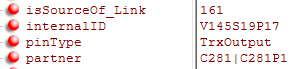 isSourceOf_Link 161
internalID V145S19P17
pinType TrxOutput
partner C281|C281P1